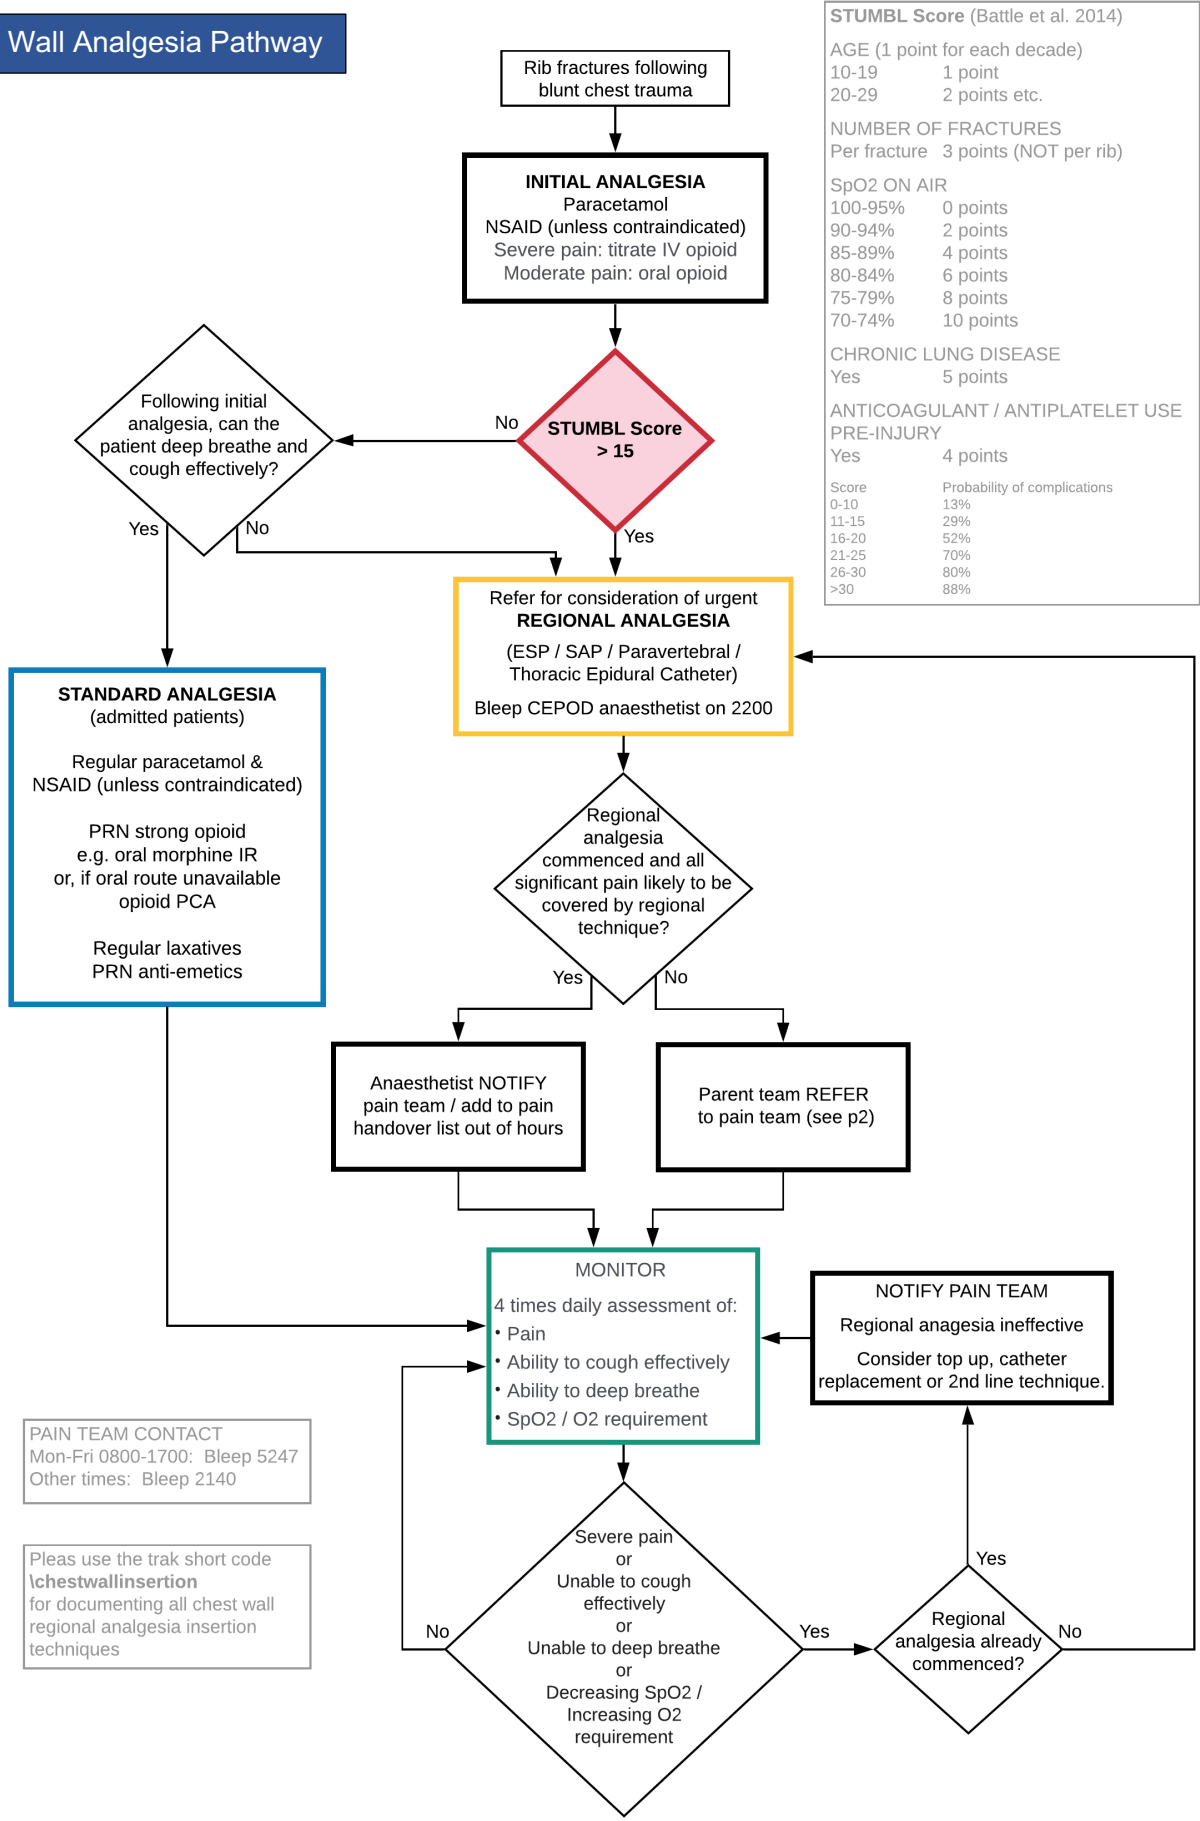 Wall Analgesia Pathway
Rib fractures following
blunt chest trauma
INITIAL ANALGESIA
Paracetamol
NSAID (unless contraindicated)
Severe pain: titrate IV opioid
Moderate pain: oral opioid
STUMBL Score (Battle et al. 2014)
AGE (1 point for each decade)
10-19 1 point
20-29 2 points etc.
NUMBER OF FRACTURES
Per fracture 3 points (NOT per rib)
SpO2 ON AIR
100-95% 0 points
90-94% 2 points
85-89% 4 points
80-84% 6 points
75-79% 8 points
70-74% 10 points
CHRONIC LUNG DISEASE
Yes 5 points
ANTICOAGULANT / ANTIPLATELET USE
PRE-INJURY
Yes 4 points
Score Probability of complications
0-10 13%
11-15 29%
16-20 52%
21-25 70%
26-30 80%
>30 88%
STUMBL Score
> 15
No
Yes
Following initial
analgesia, can the
patient deep breathe and
cough effectively?
Yes
No
Refer for consideration of urgent
REGIONAL ANALGESIA
(ESP / SAP / Paravertebral /
Thoracic Epidural Catheter)
Bleep CEPOD anaesthetist on 2200
STANDARD ANALGESIA
(admitted patients)
Regular paracetamol &
NSAID (unless contraindicated)
PRN strong opioid
e.g. oral morphine IR
or, if oral route unavailable
opioid PCA
Regular laxatives
PRN anti-emetics
Regional
analgesia
commenced and all
significant pain likely to be
covered by regional
technique?
Yes
No
Anaesthetist NOTIFY
pain team / add to pain
handover list out of hours
Parent team REFER
to pain team (see p2)
MONITOR
4 times daily assessment of:
• Pain
• Ability to cough effectively
• Ability to deep breathe
• SpO2 / O2 requirement
NOTIFY PAIN TEAM
Regional anagesia ineffective
Consider top up, catheter
replacement or 2nd line technique.
PAIN TEAM CONTACT
Mon-Fri 0800-1700: Bleep 5247
Other times: Bleep 2140
Pleas use the trak short code
\chestwallinsertion
for documenting all chest wall
regional analgesia insertion
techniques
Severe pain
or
Unable to cough
effectively
or
Unable to deep breathe
or
Decreasing SpO2 /
Increasing O2
requirement
No
Yes
Regional
analgesia already
commenced?
Yes
No